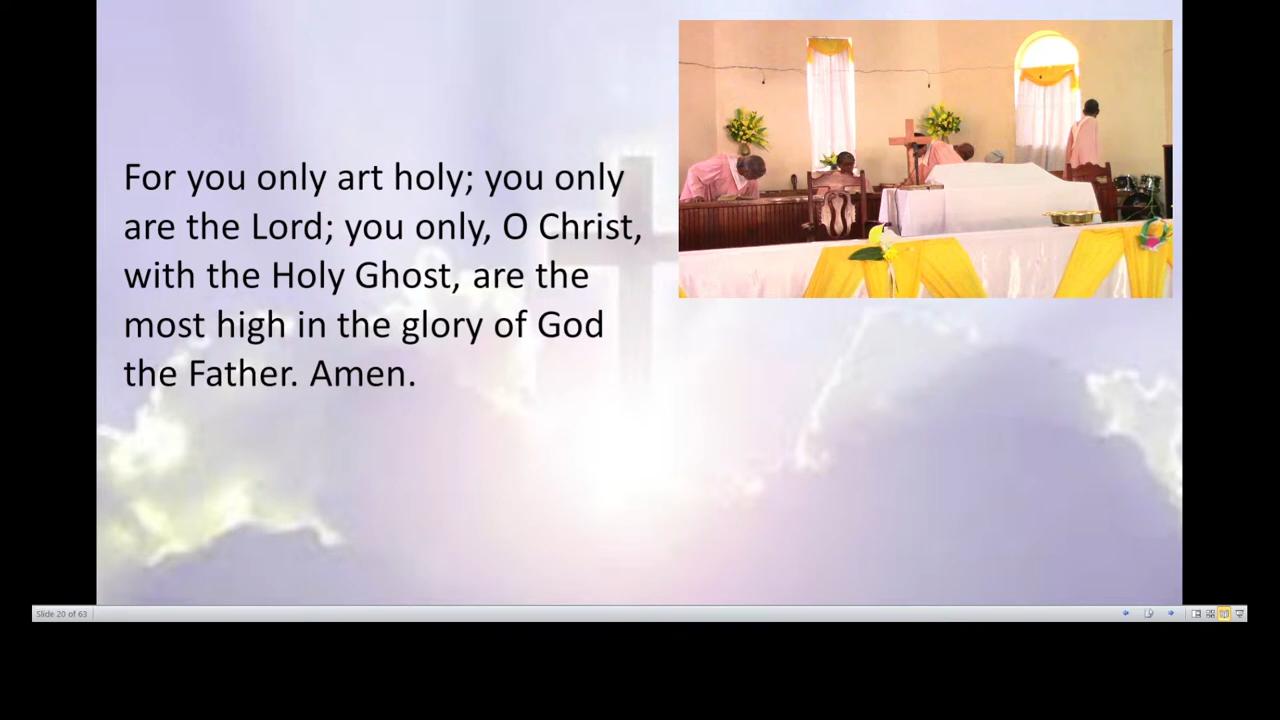 For you only art holy; you only
are the Lord; you only, O Christ,
with the Holy Ghost, are the
most high in the glory of God
the Father. Amen.
Slide 20 of 63